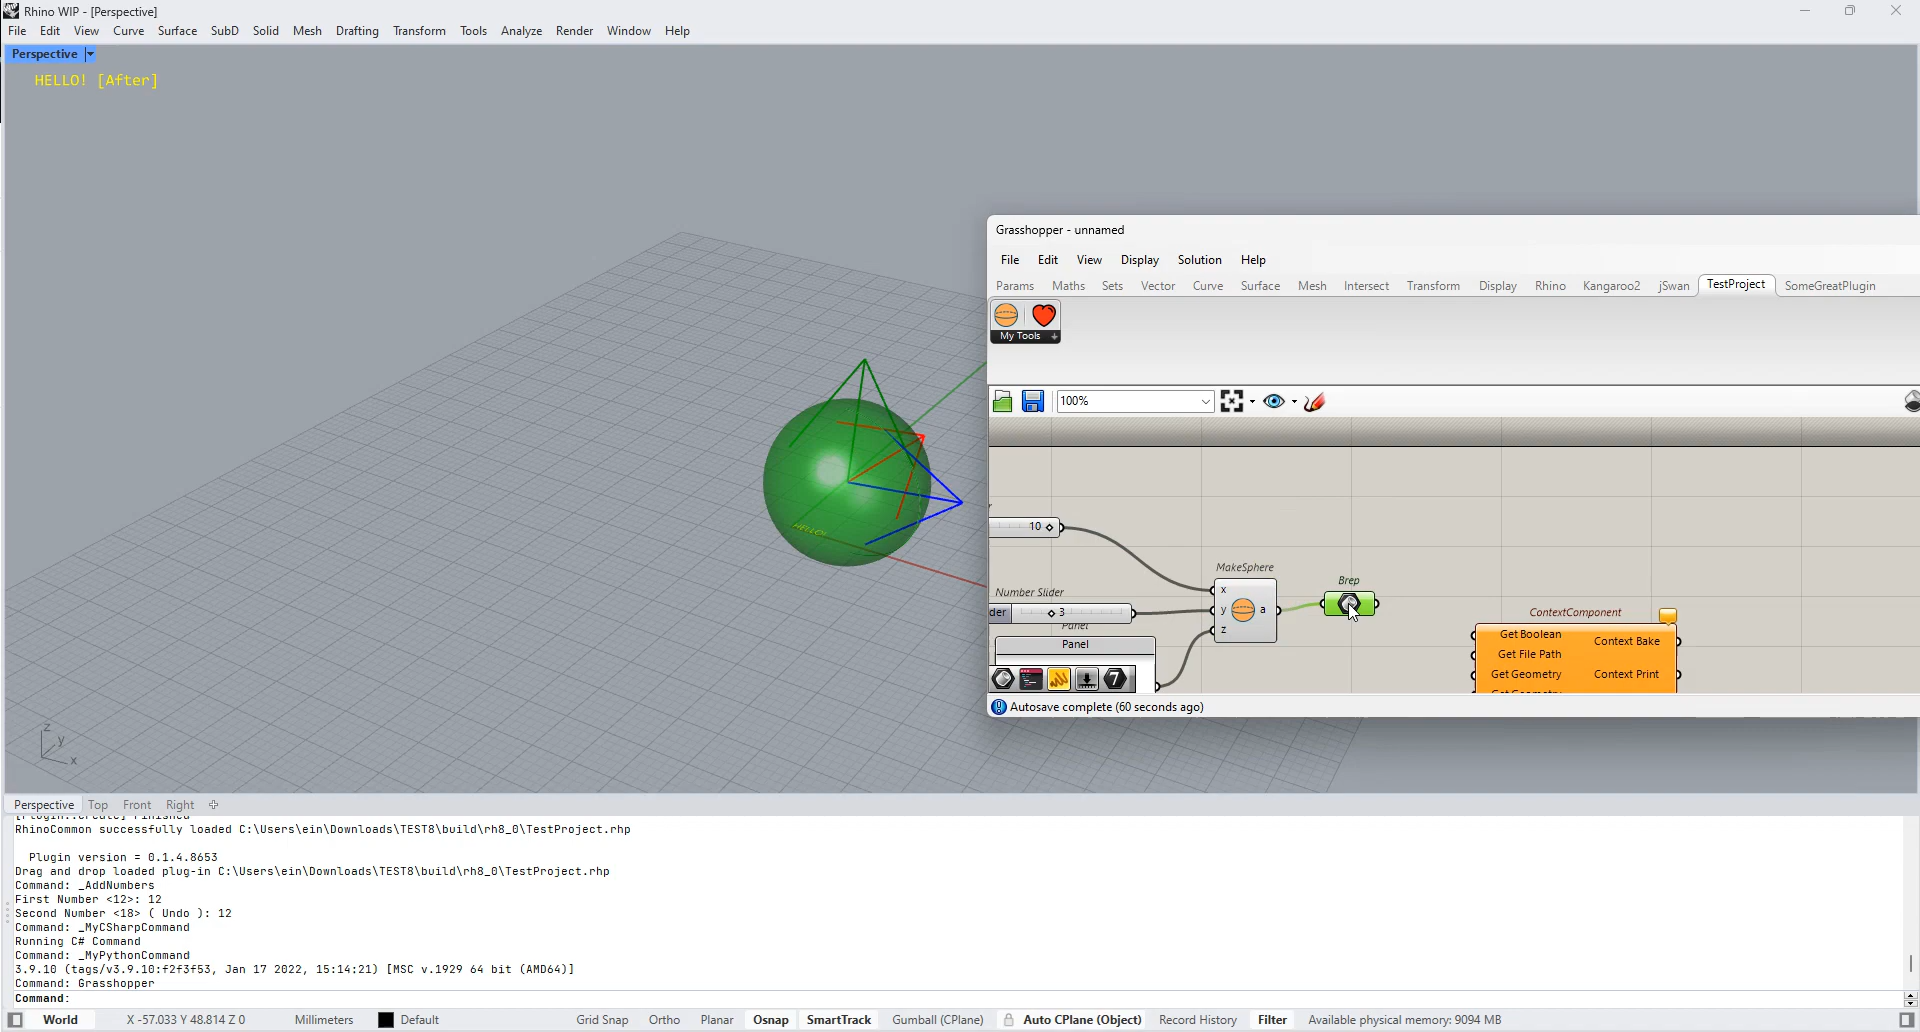 Rhino WIP - [Perspective]
File Edit View Curve Surface SubD Solid Mesh Drafting Transform Tools Analyze Render Window Help
Perspective
HELLO! [After]
Grasshopper - unnamed
File Edit View Display Solution Help
Params Maths Sets Vector Curve Surface Mesh Intersect Transform Display Rhino Kangaroo2 jSwan TestProject SomeGreatPlugin
My Tools
100%
HELLO!
10
MakeSphere
x
y
z
a
Brep
Number Slider
der 3
Panel
Panel
7
ContextComponent
Get Boolean
Get File Path
Get Geometry
Context Bake
Context Print
Autosave complete (60 seconds ago)
z
y
x
Perspective Top Front Right
RhinoCommon successfully loaded C:\Users\ein\Downloads\TEST8\build\rh8_0\TestProject.rhp
Plugin version = 0.1.4.8653
Drag and drop loaded plug-in C:\Users\ein\Downloads\TEST8\build\rh8_0\TestProject.rhp
Command: _AddNumbers
First Number <12>: 12
Second Number <18> ( Undo ): 12
Command: _MyCSharpCommand
Running C# Command
Command: _MyPythonCommand
3.9.10 (tags/v3.9.10:f2f3f53, Jan 17 2022, 15:14:21) [MSC v.1929 64 bit (AMD64)]
Command: Grasshopper
Command:
World X -57.033 Y 48.814 Z 0 Millimeters Default Grid Snap Ortho Planar Osnap SmartTrack Gumball (CPlane) Auto CPlane (Object) Record History Filter Available physical memory: 9094 MB